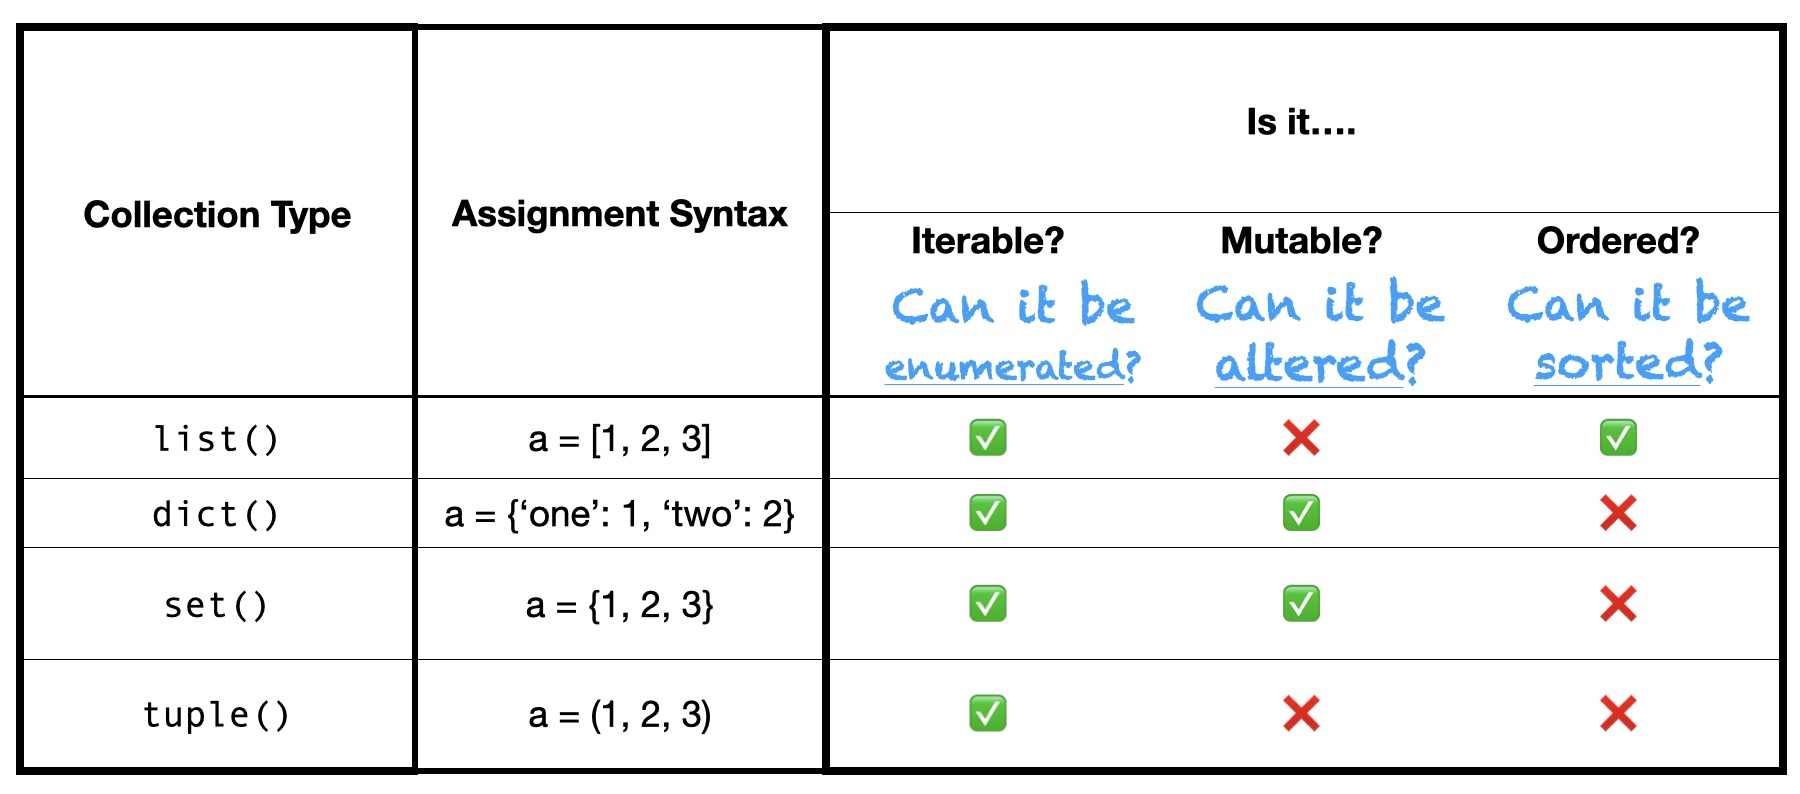 Is it....
Collection Type
Assignment Syntax
Iterable?
Mutable?
Ordered?
Can it be
enumerated?
Can it be
altered?
Can it be
sorted?
list()
a = [1, 2, 3]
dict()
a = {‘one’: 1, ‘two’: 2}
set()
a = {1, 2, 3}
tuple()
a = (1, 2, 3)